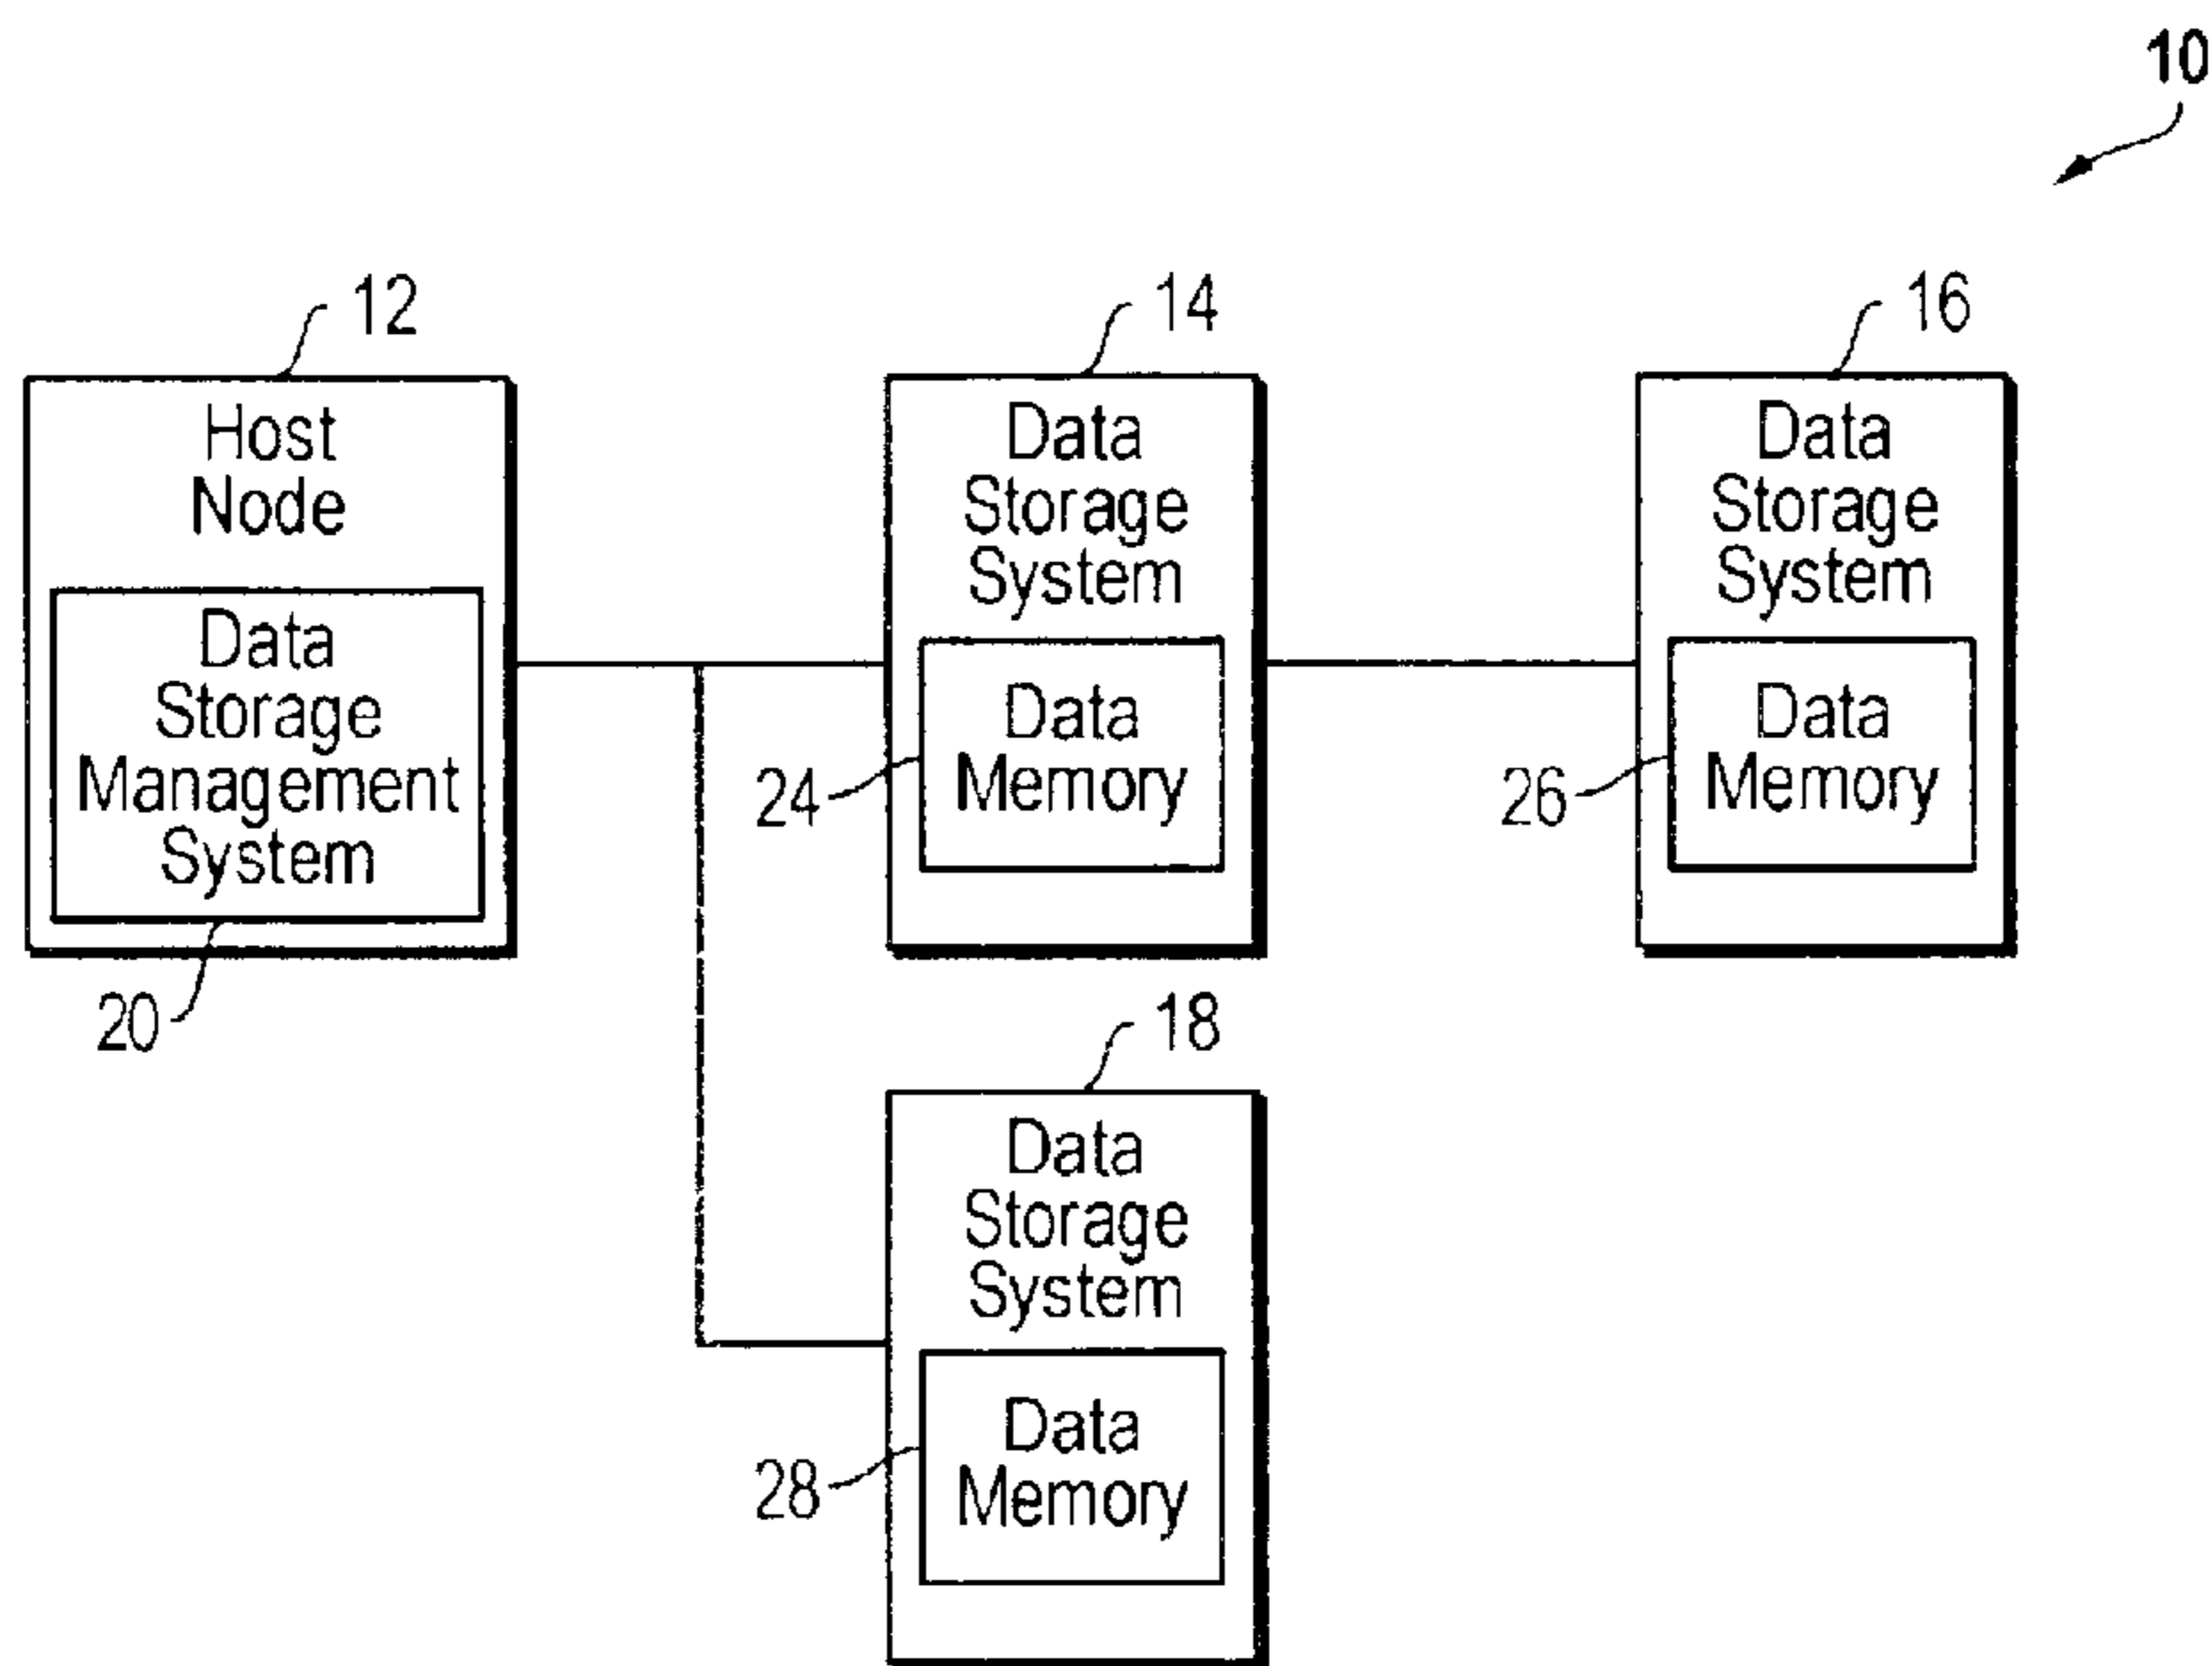 10
12
Host
Node
Data
Storage
Management
System
20
14
Data
Storage
System
Data
Memory
24
16
Data
Storage
System
Data
Memory
26
18
Data
Storage
System
Data
Memory
28